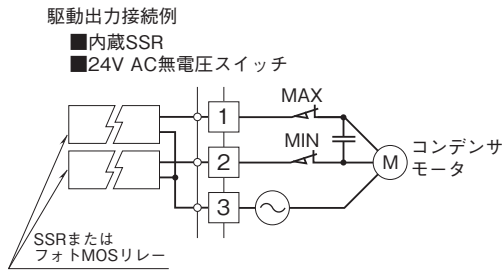 駆動出力接続例
■内蔵SSR
■24V AC無電圧スイッチ
1
MAX
2
MIN
M
コンデンサ
モータ
3
SSRまたは
フォトMOSリレー